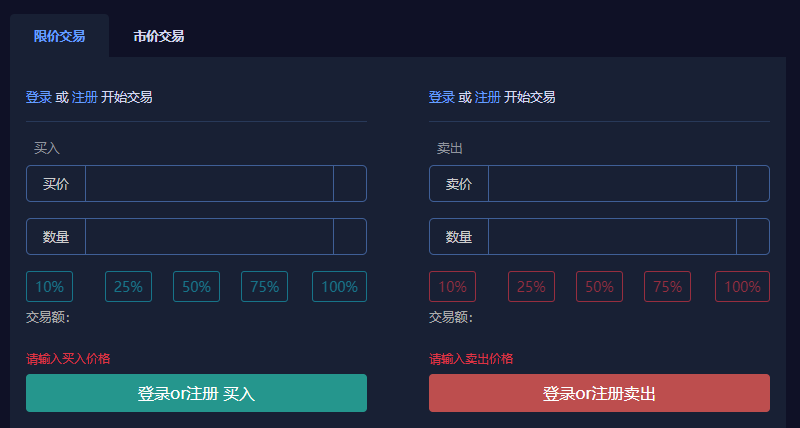 限价交易 市价交易
登录 或 注册 开始交易
买入
买价
数量
10% 25% 50% 75% 100%
交易额:
请输入买入价格
登录or注册 买入
登录 或 注册 开始交易
卖出
卖价
数量
10% 25% 50% 75% 100%
交易额:
请输入卖出价格
登录or注册卖出